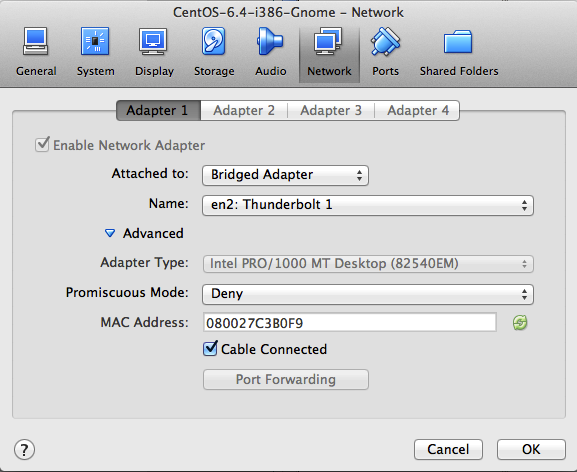 CentOS-6.4-i386-Gnome – Network
General System Display Storage Audio Network Ports Shared Folders
Adapter 1 Adapter 2 Adapter 3 Adapter 4
Enable Network Adapter
Attached to: Bridged Adapter
Name: en2: Thunderbolt 1
Advanced
Adapter Type: Intel PRO/1000 MT Desktop (82540EM)
Promiscuous Mode: Deny
MAC Address: 080027C3B0F9
Cable Connected
Port Forwarding
? Cancel OK